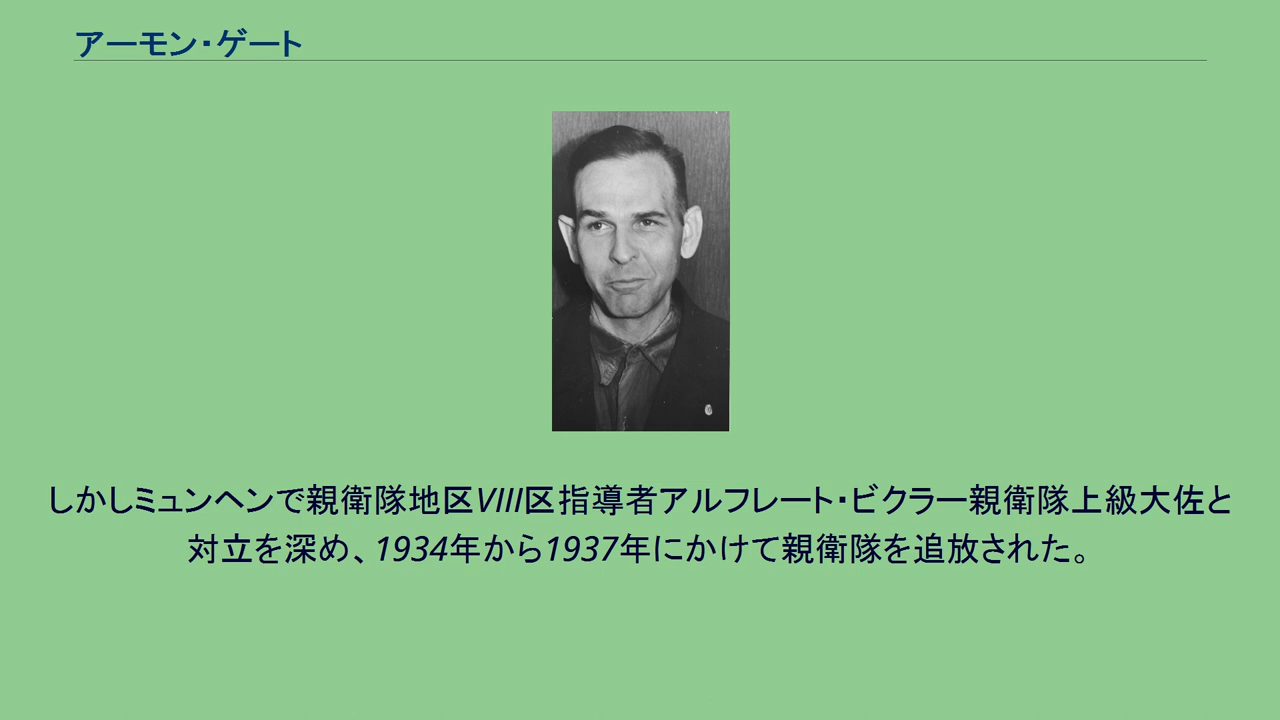 アーモン・ゲート
しかしミュンヘンで親衛隊地区VIII区指導者アルフレート・ビクラー親衛隊上級大佐と
対立を深め、1934年から1937年にかけて親衛隊を追放された。